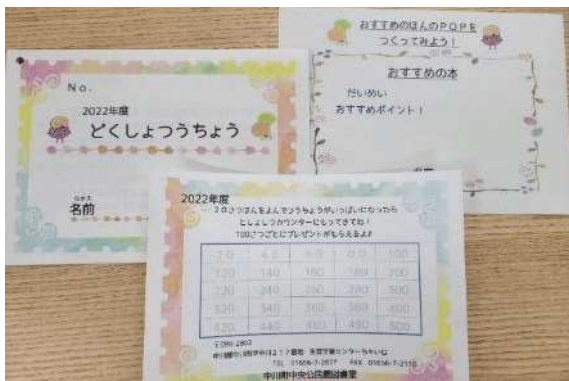 No.
2022年度
どくしょつうちょう
なまえ
名前
おすすめのほんのPOPを
つくってみよう!
おすすめの本
だいめい
おすすめポイント!
2022年度
20さつほんをよんでつうちょうがいっぱいになったら
としょしつカウンターにもってきてね!
100さつごとにプレゼントがもらえるよ♪
20 40 60 80 100
120 140 160 180 200
220 240 260 280 300
320 340 360 380 400
420 440 460 480 500
中川町中央公民館図書室